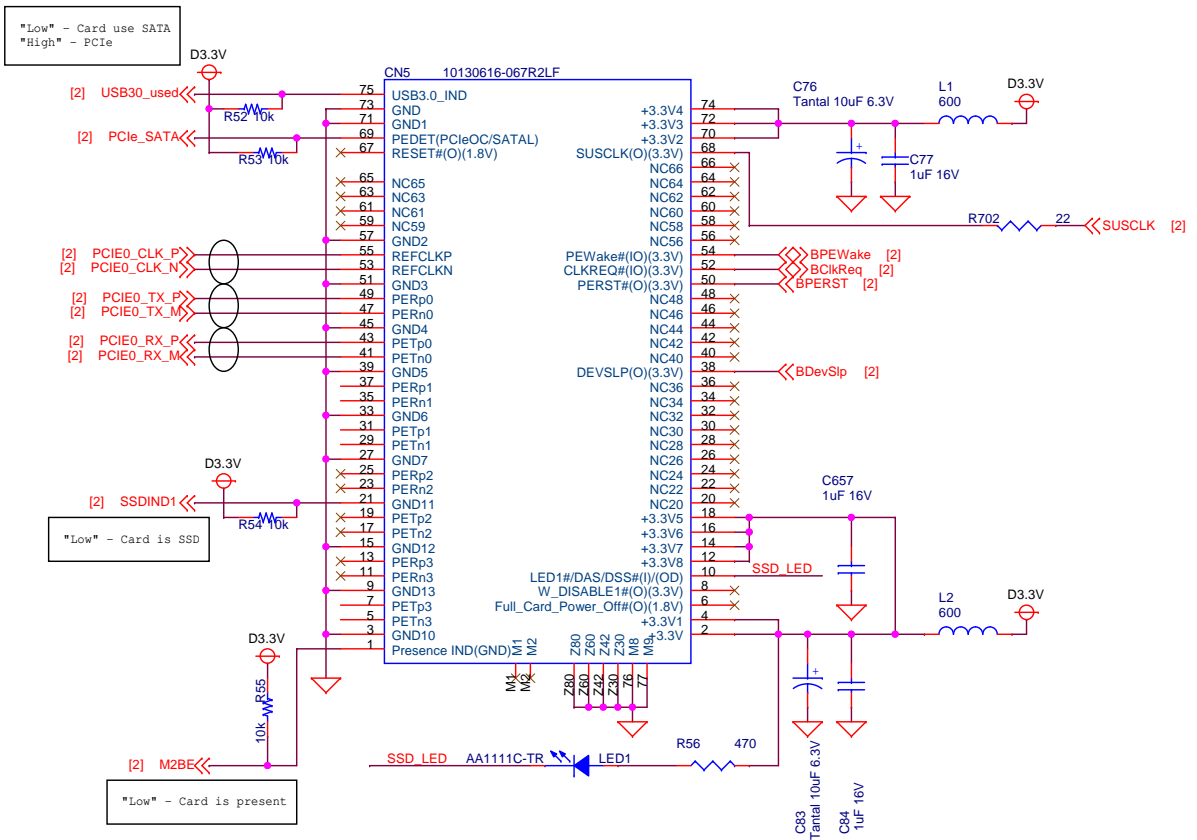 "Low" - Card use SATA
"High" - PCIe
D3.3V
CN5 10130616-067R2LF
[2] USB30_used
R52 10k
[2] PCIe_SATA
R53 10k
75 USB3.0_IND
73 GND
71 GND1
69 PEDET(PCIeOC/SATAL)
67 RESET#(O)(1.8V)
65 NC65
63 NC63
61 NC61
59 NC59
57 GND2
[2] PCIE0_CLK_P 55 REFCLKP
[2] PCIE0_CLK_N 53 REFCLKN
51 GND3
[2] PCIE0_TX_P 49 PERp0
[2] PCIE0_TX_M 47 PERn0
45 GND4
[2] PCIE0_RX_P 43 PETp0
[2] PCIE0_RX_M 41 PETn0
39 GND5
37 PERp1
35 PERn1
33 GND6
31 PETp1
29 PETn1
27 GND7
25 PERp2
23 PERn2
D3.3V
[2] SSDIND1 21 GND11
R54 10k
"Low" - Card is SSD
19 PETp2
17 PETn2
15 GND12
13 PERp3
11 PERn3
9 GND13
7 PETp3
5 PETn3
3 GND10
1 Presence IND(GND)
D3.3V
R55
10k
[2] M2BE
"Low" - Card is present
+3.3V4 74
+3.3V3 72
+3.3V2 70
SUSCLK(O)(3.3V) 68
NC66 66
NC64 64
NC62 62
NC60 60
NC58 58
NC56 56
PEWake#(IO)(3.3V) 54 BPEWake [2]
CLKREQ#(IO)(3.3V) 52 BClkReq [2]
PERST#(O)(3.3V) 50 BPERST [2]
NC48 48
NC46 46
NC44 44
NC42 42
NC40 40
DEVSLP(O)(3.3V) 38 BDevSlp [2]
NC36 36
NC34 34
NC32 32
NC30 30
NC28 28
NC26 26
NC24 24
NC22 22
NC20 20
+3.3V5 18
+3.3V6 16
+3.3V7 14
+3.3V8 12
LED1#/DAS/DSS#(I)/(OD) 10 SSD_LED
W_DISABLE1#(O)(3.3V) 8
Full_Card_Power_Off#(O)(1.8V) 6
+3.3V1 4
+3.3V 2
M1 M2 Z80 Z60 Z42 Z30 M8 M9
M1 M2 Z80 Z60 Z42 Z30 76 77
C76
Tantal 10uF 6.3V
L1
600
D3.3V
C77
1uF 16V
R702 22 SUSCLK [2]
C657
1uF 16V
L2
600
D3.3V
SSD_LED AA1111C-TR LED1 R56 470
C83
Tantal 10uF 6.3V
C84
1uF 16V